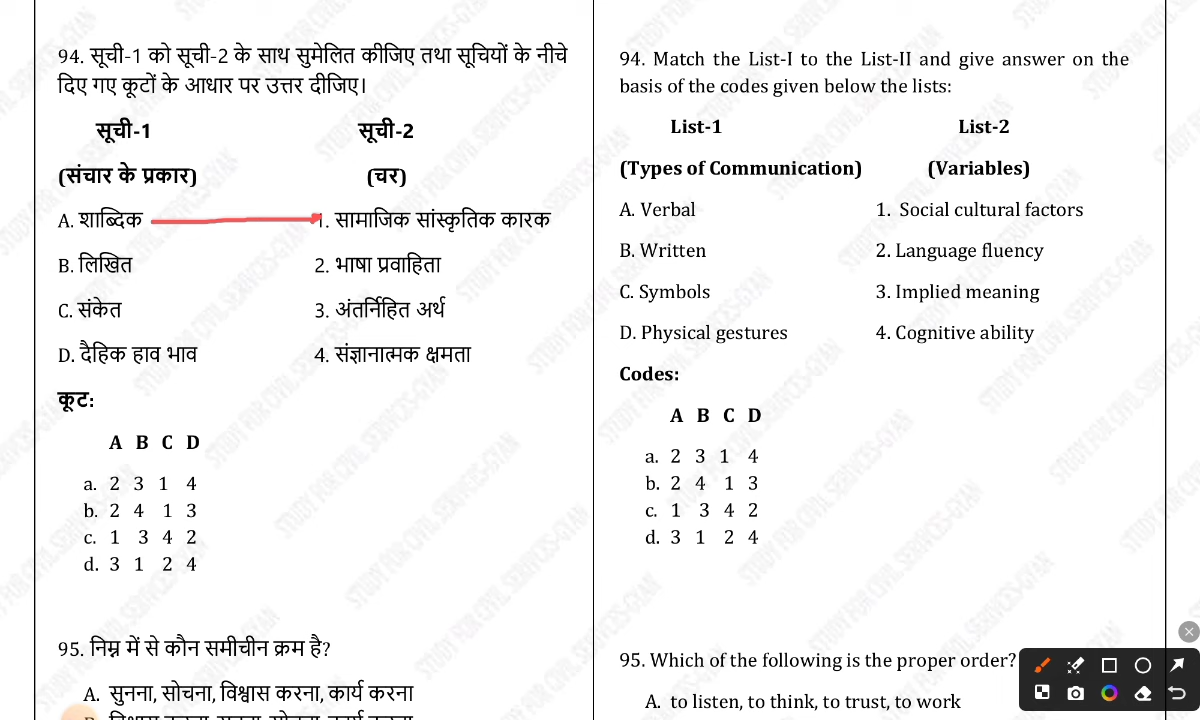 94. सूची-1 को सूची-2 के साथ सुमेलित कीजिए तथा सूचियों के नीचे
दिए गए कूटों के आधार पर उत्तर दीजिए।
सूची-1 सूची-2
(संचार के प्रकार) (चर)
A. शाब्दिक 1. सामाजिक सांस्कृतिक कारक
B. लिखित 2. भाषा प्रवाहिता
C. संकेत 3. अंतर्निहित अर्थ
D. दैहिक हाव भाव 4. संज्ञानात्मक क्षमता
कूट:
A B C D
a. 2 3 1 4
b. 2 4 1 3
c. 1 3 4 2
d. 3 1 2 4
95. निम्न में से कौन समीचीन क्रम है?
A. सुनना, सोचना, विश्वास करना, कार्य करना
94. Match the List-I to the List-II and give answer on the
basis of the codes given below the lists:
List-1 List-2
(Types of Communication) (Variables)
A. Verbal 1. Social cultural factors
B. Written 2. Language fluency
C. Symbols 3. Implied meaning
D. Physical gestures 4. Cognitive ability
Codes:
A B C D
a. 2 3 1 4
b. 2 4 1 3
c. 1 3 4 2
d. 3 1 2 4
95. Which of the following is the proper order?
A. to listen, to think, to trust, to work
STUDY FOR CIVIL SERVICES-GYAN